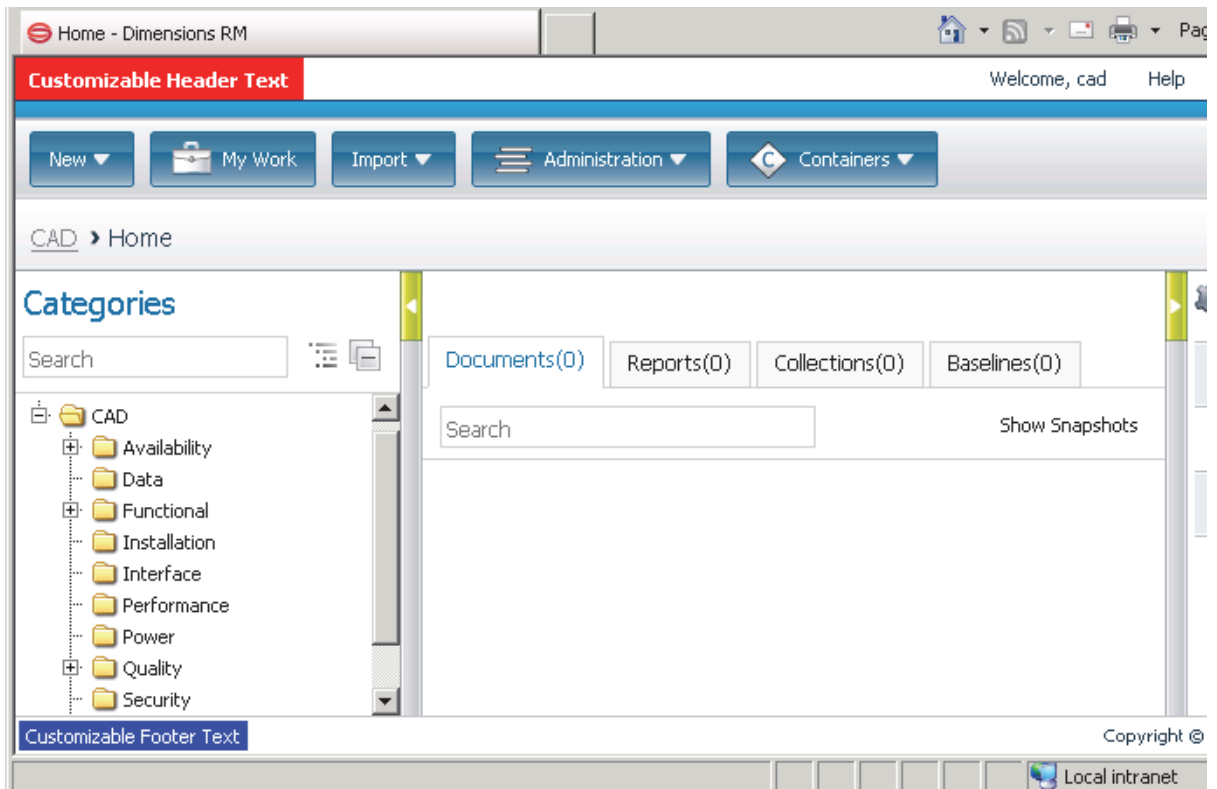 Home - Dimensions RM
Customizable Header Text Welcome, cad Help
New My Work Import Administration C Containers
CAD Home
Categories
Search
Documents(0) Reports(0) Collections(0) Baselines(0)
Search Show Snapshots
CAD
Availability
Data
Functional
Installation
Interface
Performance
Power
Quality
Security
Customizable Footer Text Copyright ©
Local intranet